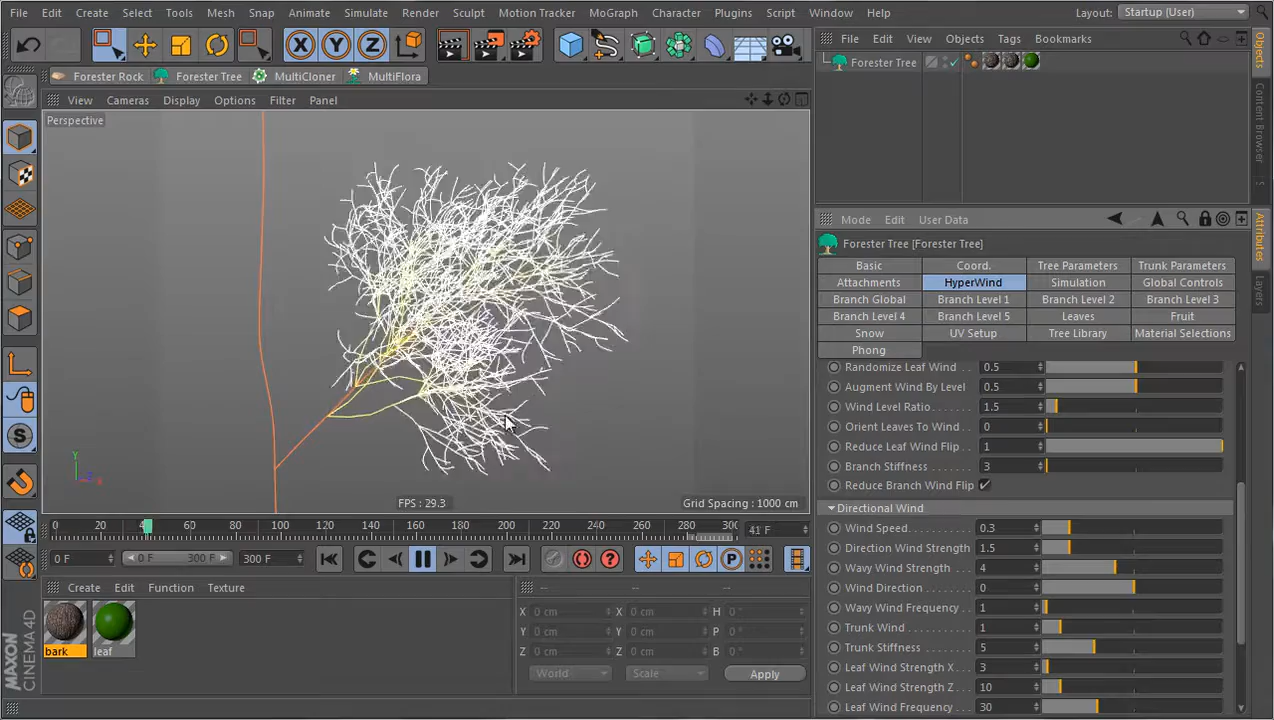 File Edit Create Select Tools Mesh Snap Animate Simulate Render Sculpt Motion Tracker MoGraph Character Plugins Script Window Help Layout: Startup (User)
File Edit View Objects Tags Bookmarks
Forester Tree
Forester Rock Forester Tree MultiCloner MultiFlora
View Cameras Display Options Filter Panel
Perspective
X Y Z
Objects
Content Browser
Attributes
Layers
Mode Edit User Data
Forester Tree [Forester Tree]
Basic Coord. Tree Parameters Trunk Parameters
Attachments HyperWind Simulation Global Controls
Branch Global Branch Level 1 Branch Level 2 Branch Level 3
Branch Level 4 Branch Level 5 Leaves Fruit
Snow UV Setup Tree Library Material Selections
Phong
Randomize Leaf Wind 0.5
Augment Wind By Level 0.5
Wind Level Ratio 1.5
Orient Leaves To Wind 0
Reduce Leaf Wind Flip 1
Branch Stiffness 3
Reduce Branch Wind Flip
Directional Wind
Wind Speed 0.3
Direction Wind Strength 1.5
Wavy Wind Strength 4
Wind Direction 0
Wavy Wind Frequency 1
Trunk Wind 1
Trunk Stiffness 5
Leaf Wind Strength X 3
Leaf Wind Strength Z 10
Leaf Wind Frequency 30
Y
FPS : 29.3 Grid Spacing : 1000 cm
0 20 60 80 100 120 140 160 180 200 220 240 260 280 41 F
0 F 0 F 300 F 300 F
Create Edit Function Texture
bark leaf
X 0 cm X 0 cm H 0 °
Y 0 cm Y 0 cm P 0 °
Z 0 cm Z 0 cm B 0 °
World Scale Apply
MAXON CINEMA 4D